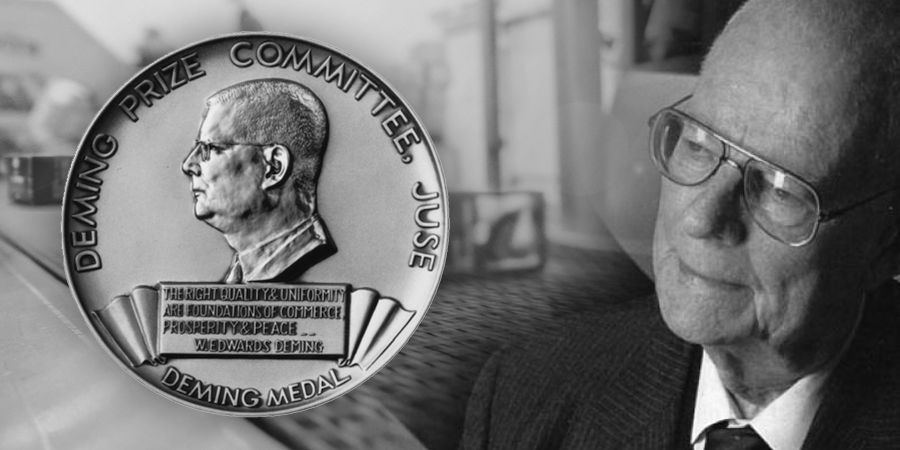 DEMING PRIZE COMMITTEE, JUSE
THE RIGHT QUALITY & UNIFORMITY
ARE FOUNDATIONS OF COMMERCE,
PROSPERITY & PEACE ...
W. EDWARDS DEMING
DEMING MEDAL